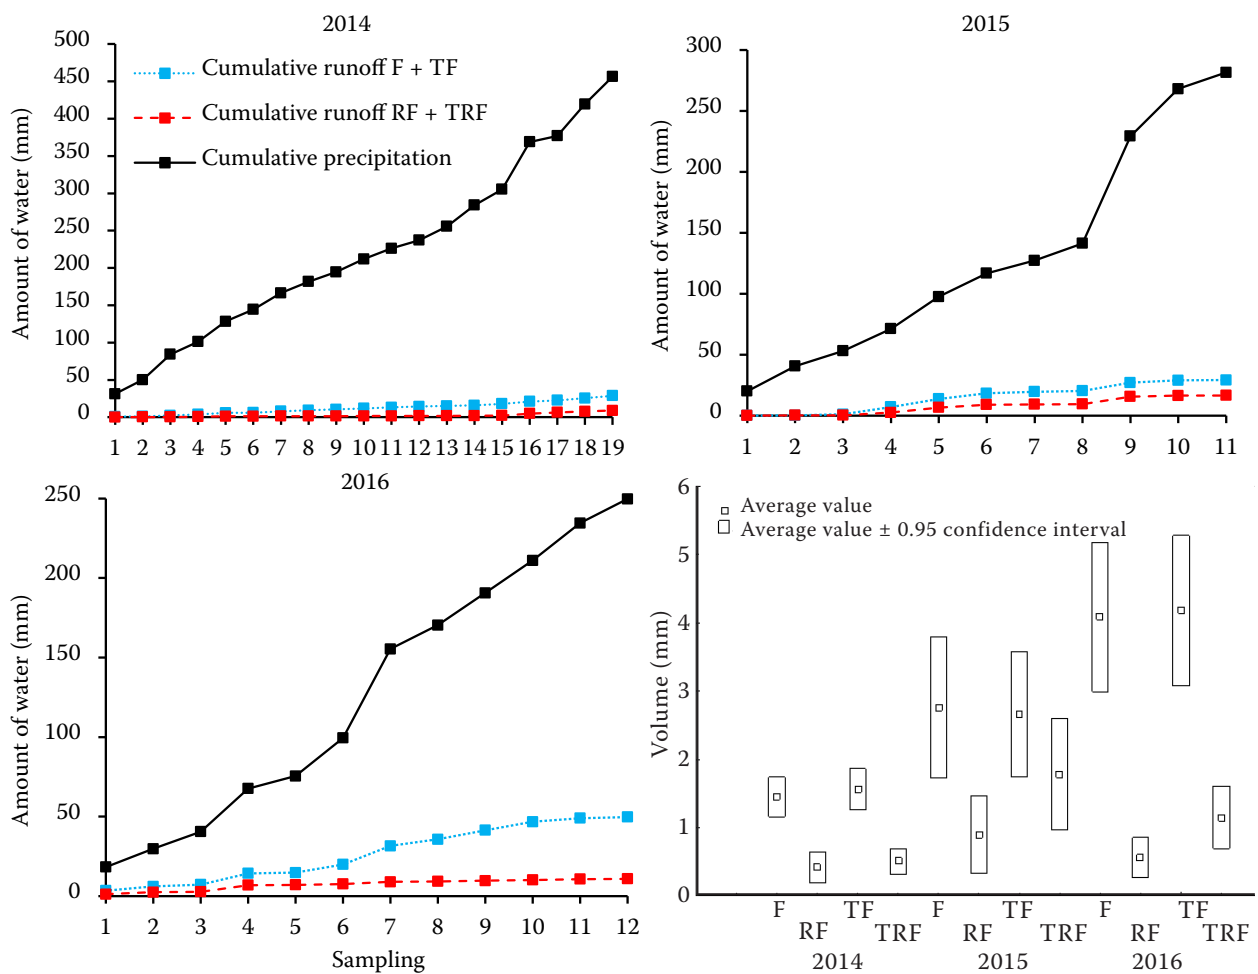 2014
500
450
400
350
300
250
200
150
100
50
0
Amount of water (mm)
Cumulative runoff F + TF
Cumulative runoff RF + TRF
Cumulative precipitation
1 2 3 4 5 6 7 8 9 10 11 12 13 14 15 16 17 18 19
2015
300
250
200
150
100
50
0
Amount of water (mm)
1 2 3 4 5 6 7 8 9 10 11
2016
250
200
150
100
50
0
Amount of water (mm)
1 2 3 4 5 6 7 8 9 10 11 12
Sampling
6
5
4
3
2
1
0
Volume (mm)
Average value
Average value ± 0.95 confidence interval
F TF F TF F TF
RF TRF RF TRF RF TRF
2014 2015 2016